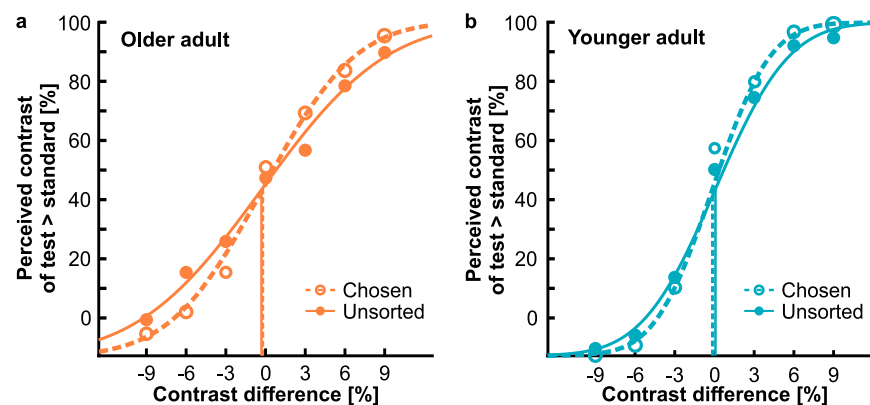 a
Older adult
Perceived contrast
of test > standard [%]
100
80
60
40
20
0
-9 -6 -3 0 3 6 9
Contrast difference [%]
Chosen
Unsorted
b
Younger adult
Perceived contrast
of test > standard [%]
100
80
60
40
20
0
-9 -6 -3 0 3 6 9
Contrast difference [%]
Chosen
Unsorted